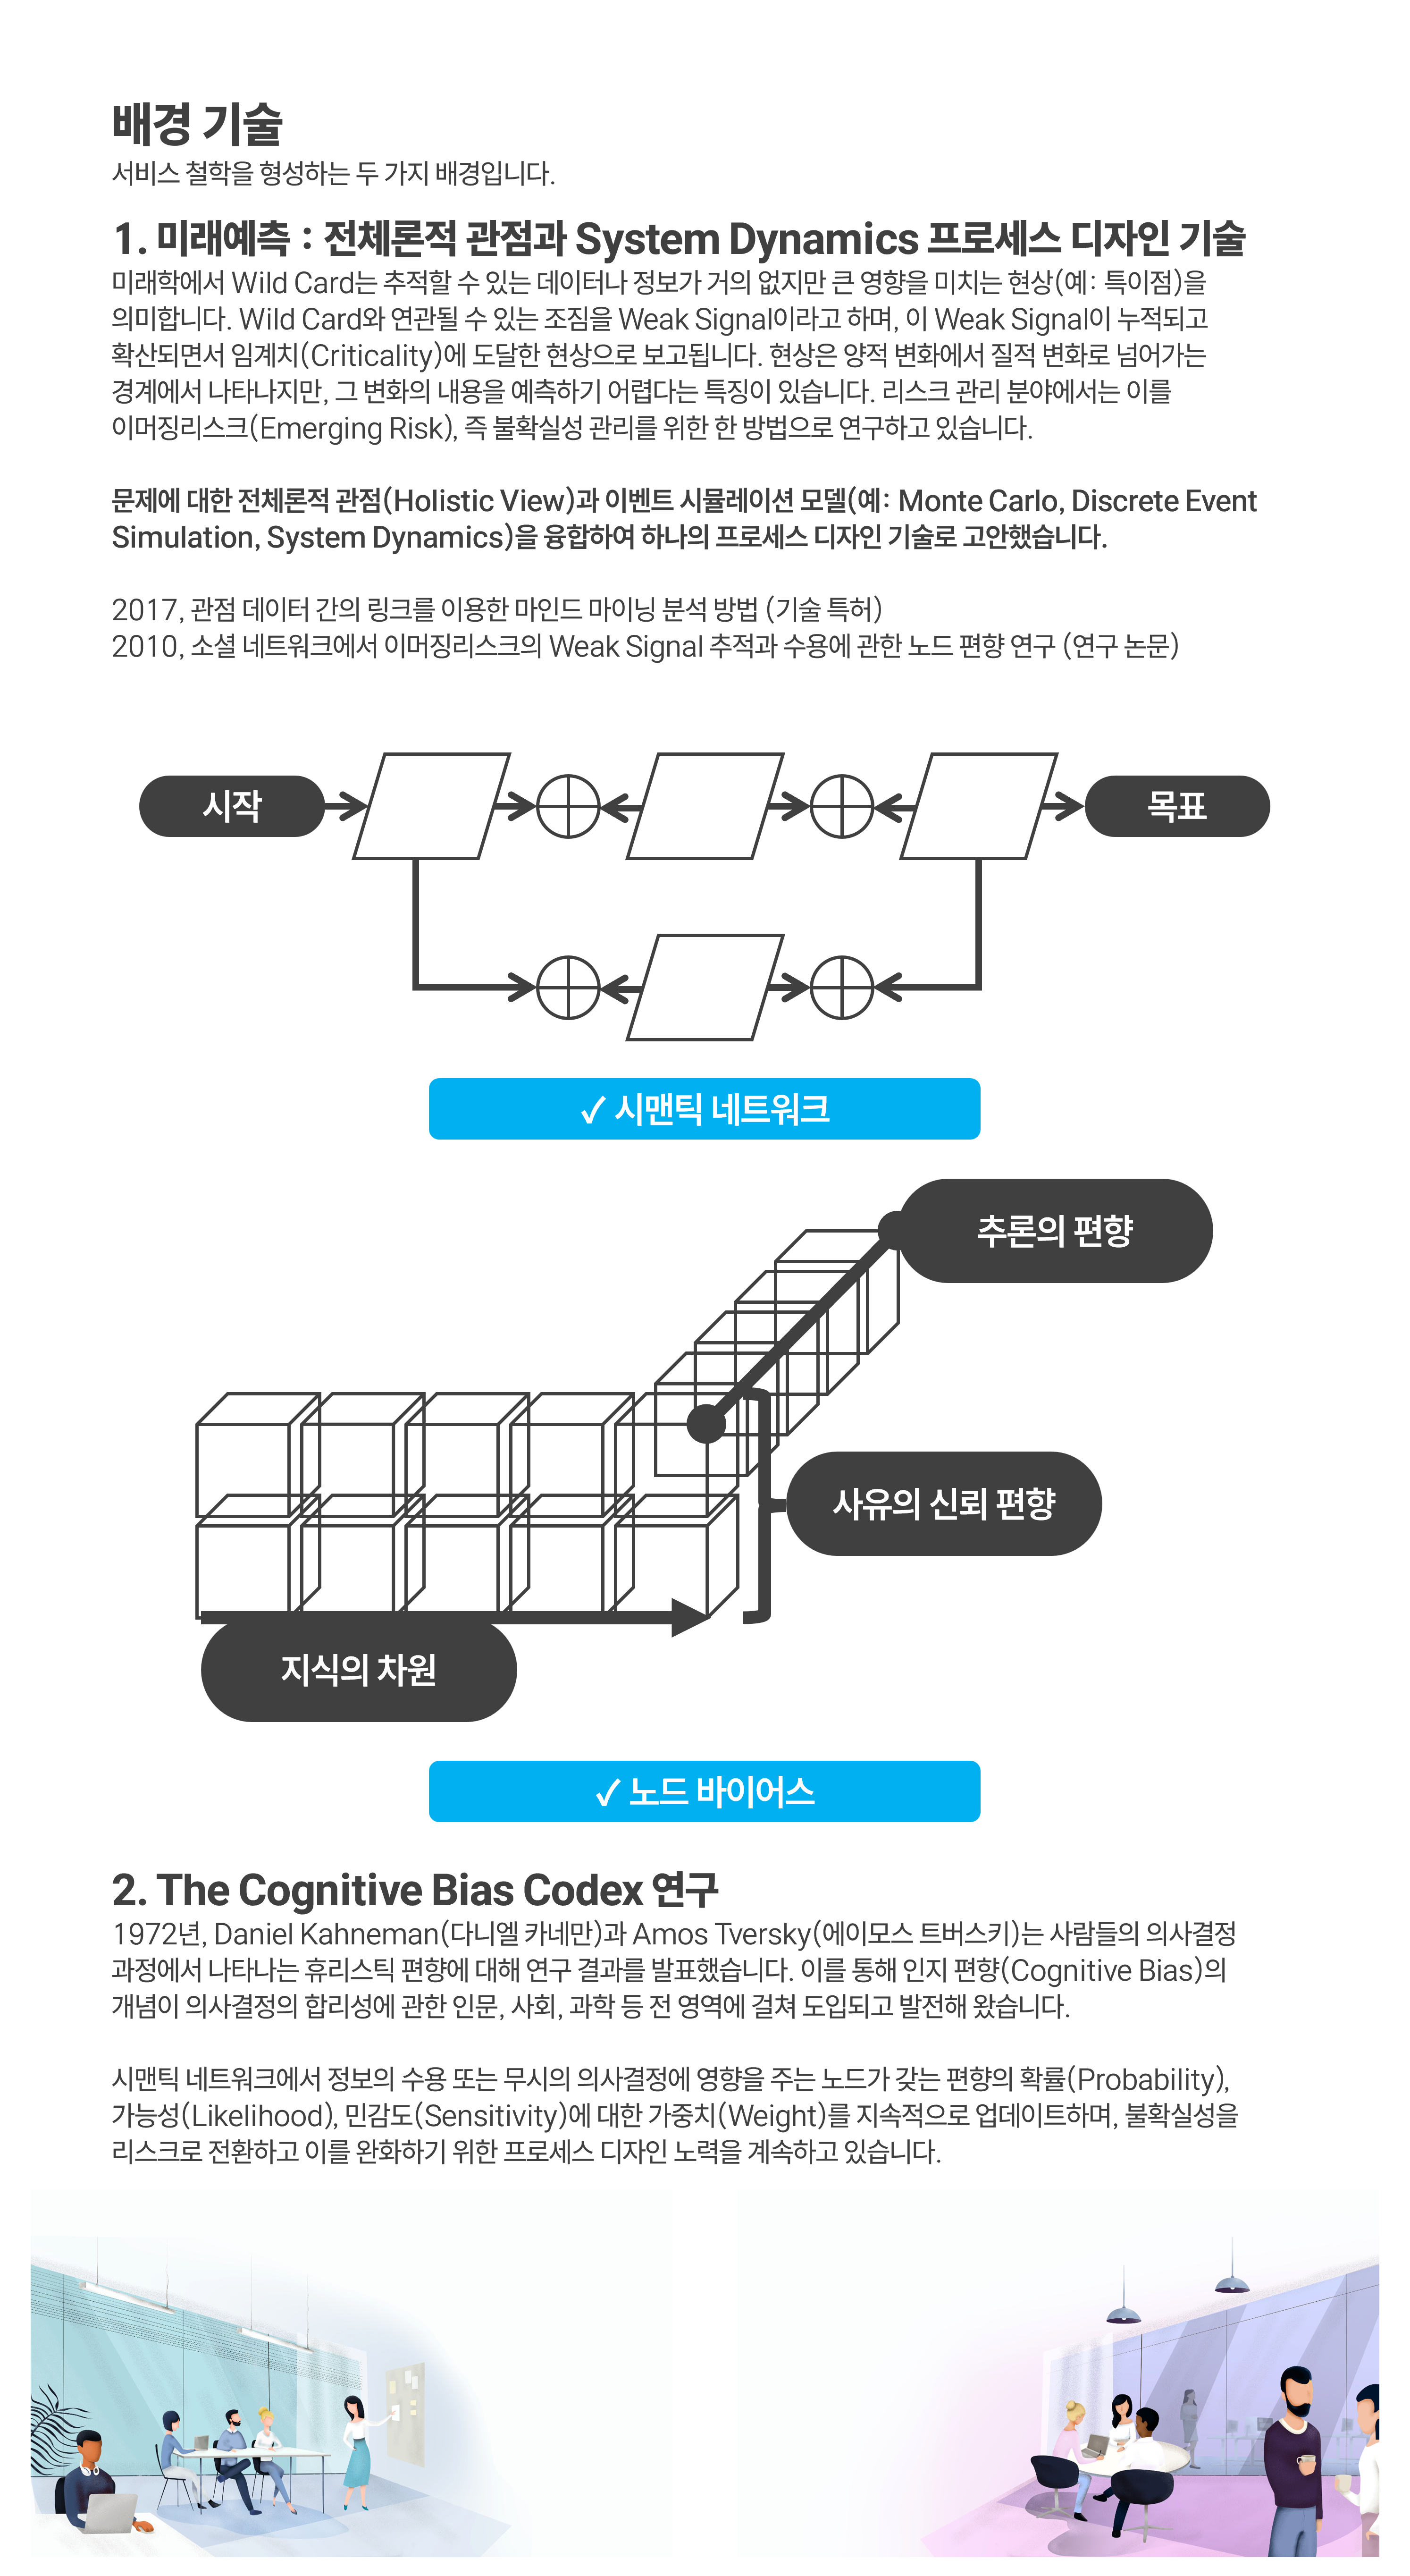 배경 기술
서비스 철학을 형성하는 두 가지 배경입니다.
1. 미래예측 : 전체론적 관점과 System Dynamics 프로세스 디자인 기술
미래학에서 Wild Card는 추적할 수 있는 데이터나 정보가 거의 없지만 큰 영향을 미치는 현상(예: 특이점)을
의미합니다. Wild Card와 연관될 수 있는 조짐을 Weak Signal이라고 하며, 이 Weak Signal이 누적되고
확산되면서 임계치(Criticality)에 도달한 현상으로 보고됩니다. 현상은 양적 변화에서 질적 변화로 넘어가는
경계에서 나타나지만, 그 변화의 내용을 예측하기 어렵다는 특징이 있습니다. 리스크 관리 분야에서는 이를
이머징리스크(Emerging Risk), 즉 불확실성 관리를 위한 한 방법으로 연구하고 있습니다.
문제에 대한 전체론적 관점(Holistic View)과 이벤트 시뮬레이션 모델(예: Monte Carlo, Discrete Event
Simulation, System Dynamics)을 융합하여 하나의 프로세스 디자인 기술로 고안했습니다.
2017, 관점 데이터 간의 링크를 이용한 마인드 마이닝 분석 방법 (기술 특허)
2010, 소셜 네트워크에서 이머징리스크의 Weak Signal 추적과 수용에 관한 노드 편향 연구 (연구 논문)
시작
목표
✓ 시맨틱 네트워크
추론의 편향
사유의 신뢰 편향
지식의 차원
✓ 노드 바이어스
2. The Cognitive Bias Codex 연구
1972년, Daniel Kahneman(다니엘 카네만)과 Amos Tversky(에이모스 트버스키)는 사람들의 의사결정
과정에서 나타나는 휴리스틱 편향에 대해 연구 결과를 발표했습니다. 이를 통해 인지 편향(Cognitive Bias)의
개념이 의사결정의 합리성에 관한 인문, 사회, 과학 등 전 영역에 걸쳐 도입되고 발전해 왔습니다.
시맨틱 네트워크에서 정보의 수용 또는 무시의 의사결정에 영향을 주는 노드가 갖는 편향의 확률(Probability),
가능성(Likelihood), 민감도(Sensitivity)에 대한 가중치(Weight)를 지속적으로 업데이트하며, 불확실성을
리스크로 전환하고 이를 완화하기 위한 프로세스 디자인 노력을 계속하고 있습니다.